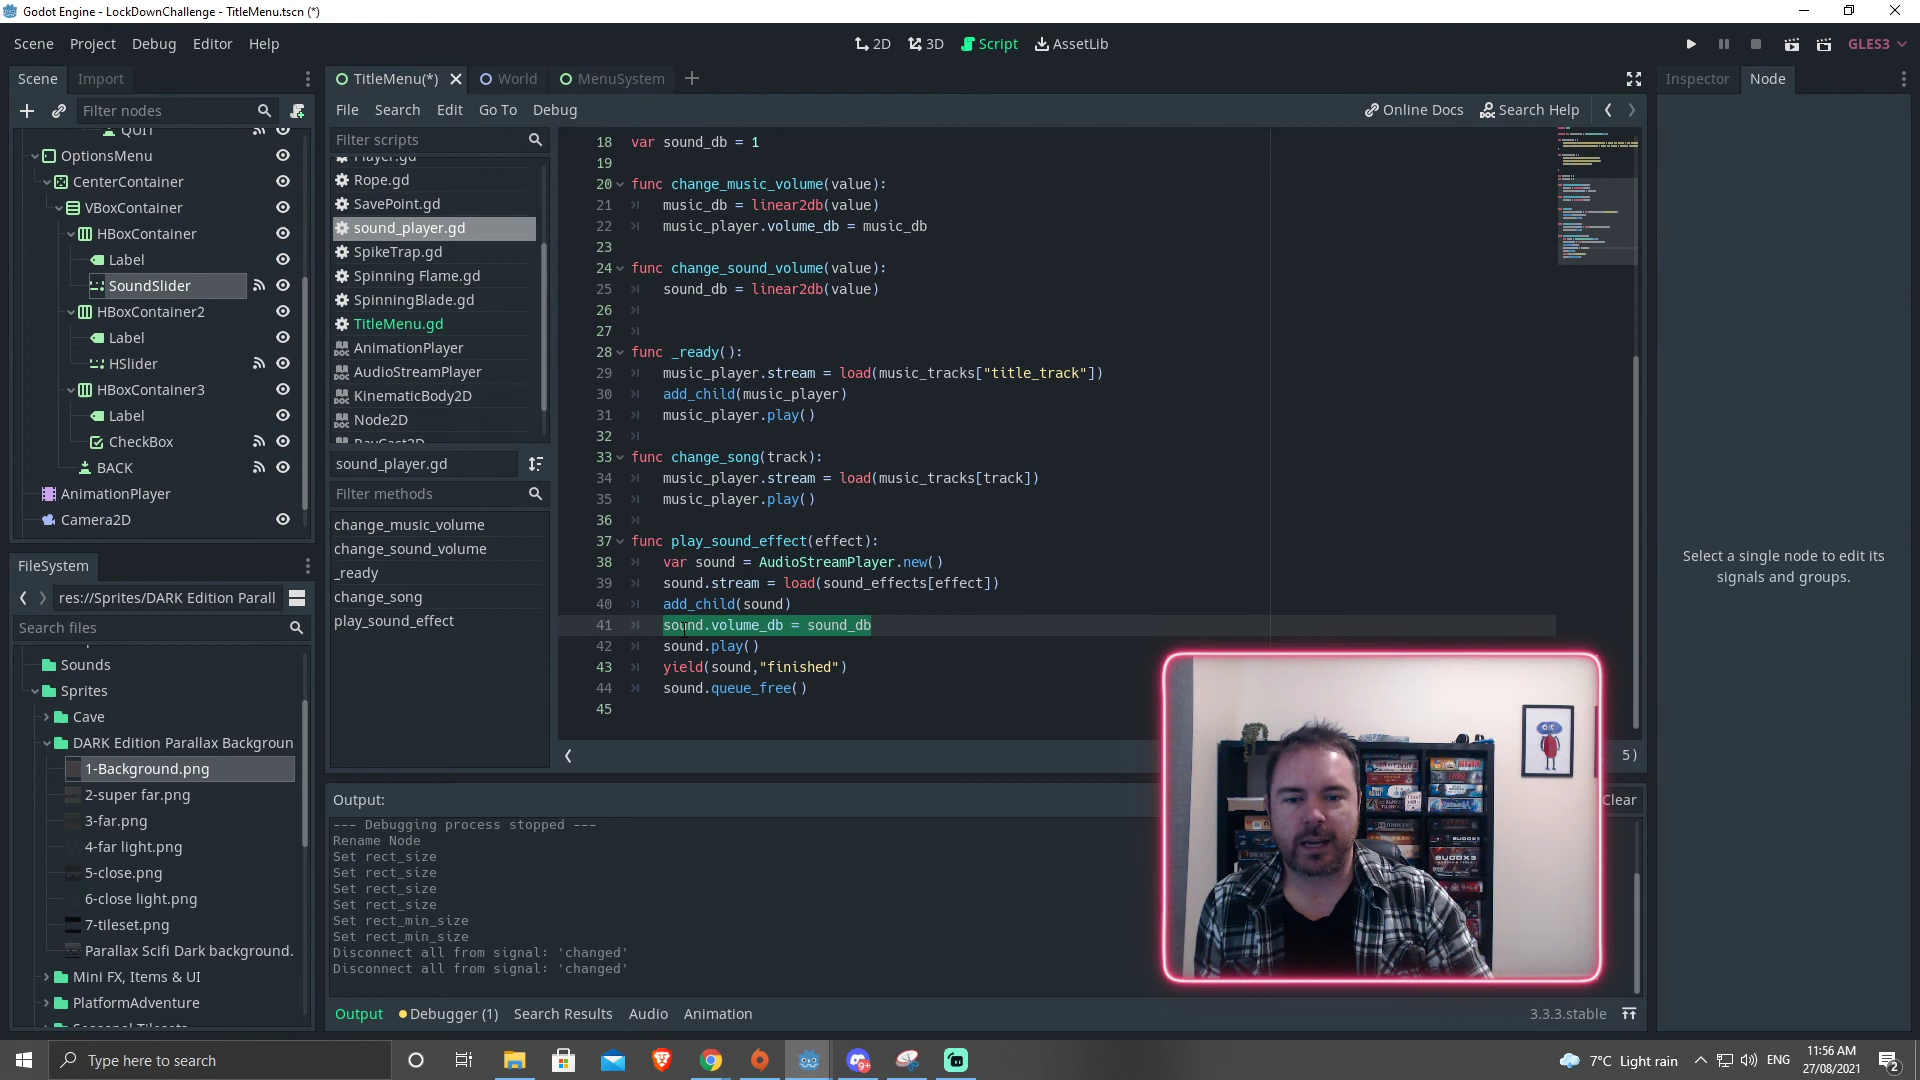 Godot Engine - LockDownChallenge - TitleMenu.tscn (*)
Scene Project Debug Editor Help
2D 3D Script AssetLib
GLES3
Scene Import
TitleMenu(*) World MenuSystem
Inspector Node
Filter nodes
File Search Edit Go To Debug
Online Docs Search Help
QUIT
OptionsMenu
CenterContainer
VBoxContainer
HBoxContainer
Label
SoundSlider
HBoxContainer2
Label
HSlider
HBoxContainer3
Label
CheckBox
BACK
AnimationPlayer
Camera2D
FileSystem
res://Sprites/DARK Edition Parall
Search files
Sounds
Sprites
Cave
DARK Edition Parallax Backgroun
1-Background.png
2-super far.png
3-far.png
4-far light.png
5-close.png
6-close light.png
7-tileset.png
Parallax Scifi Dark background.
Mini FX, Items & UI
PlatformAdventure
Seasonal Tilesets
Filter scripts
Player.gd
Rope.gd
SavePoint.gd
sound_player.gd
SpikeTrap.gd
Spinning Flame.gd
SpinningBlade.gd
TitleMenu.gd
AnimationPlayer
AudioStreamPlayer
KinematicBody2D
Node2D
RayCast2D
sound_player.gd
Filter methods
change_music_volume
change_sound_volume
_ready
change_song
play_sound_effect
18 var sound_db = 1
19
20 func change_music_volume(value):
21 music_db = linear2db(value)
22 music_player.volume_db = music_db
23
24 func change_sound_volume(value):
25 sound_db = linear2db(value)
26
27
28 func _ready():
29 music_player.stream = load(music_tracks["title_track"])
30 add_child(music_player)
31 music_player.play()
32
33 func change_song(track):
34 music_player.stream = load(music_tracks[track])
35 music_player.play()
36
37 func play_sound_effect(effect):
38 var sound = AudioStreamPlayer.new()
39 sound.stream = load(sound_effects[effect])
40 add_child(sound)
41 sound.volume_db = sound_db
42 sound.play()
43 yield(sound,"finished")
44 sound.queue_free()
45
5)
Select a single node to edit its
signals and groups.
Output:
Clear
--- Debugging process stopped ---
Rename Node
Set rect_size
Set rect_size
Set rect_size
Set rect_size
Set rect_min_size
Set rect_min_size
Disconnect all from signal: 'changed'
Disconnect all from signal: 'changed'
Output Debugger (1) Search Results Audio Animation
3.3.3.stable
Type here to search
9+
7°C Light rain
ENG
11:56 AM
27/08/2021
2